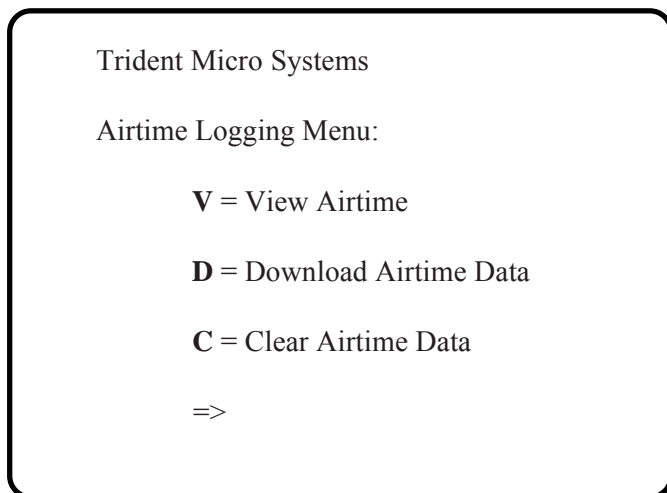 Trident Micro Systems
Airtime Logging Menu:
V = View Airtime
D = Download Airtime Data
C = Clear Airtime Data
=>